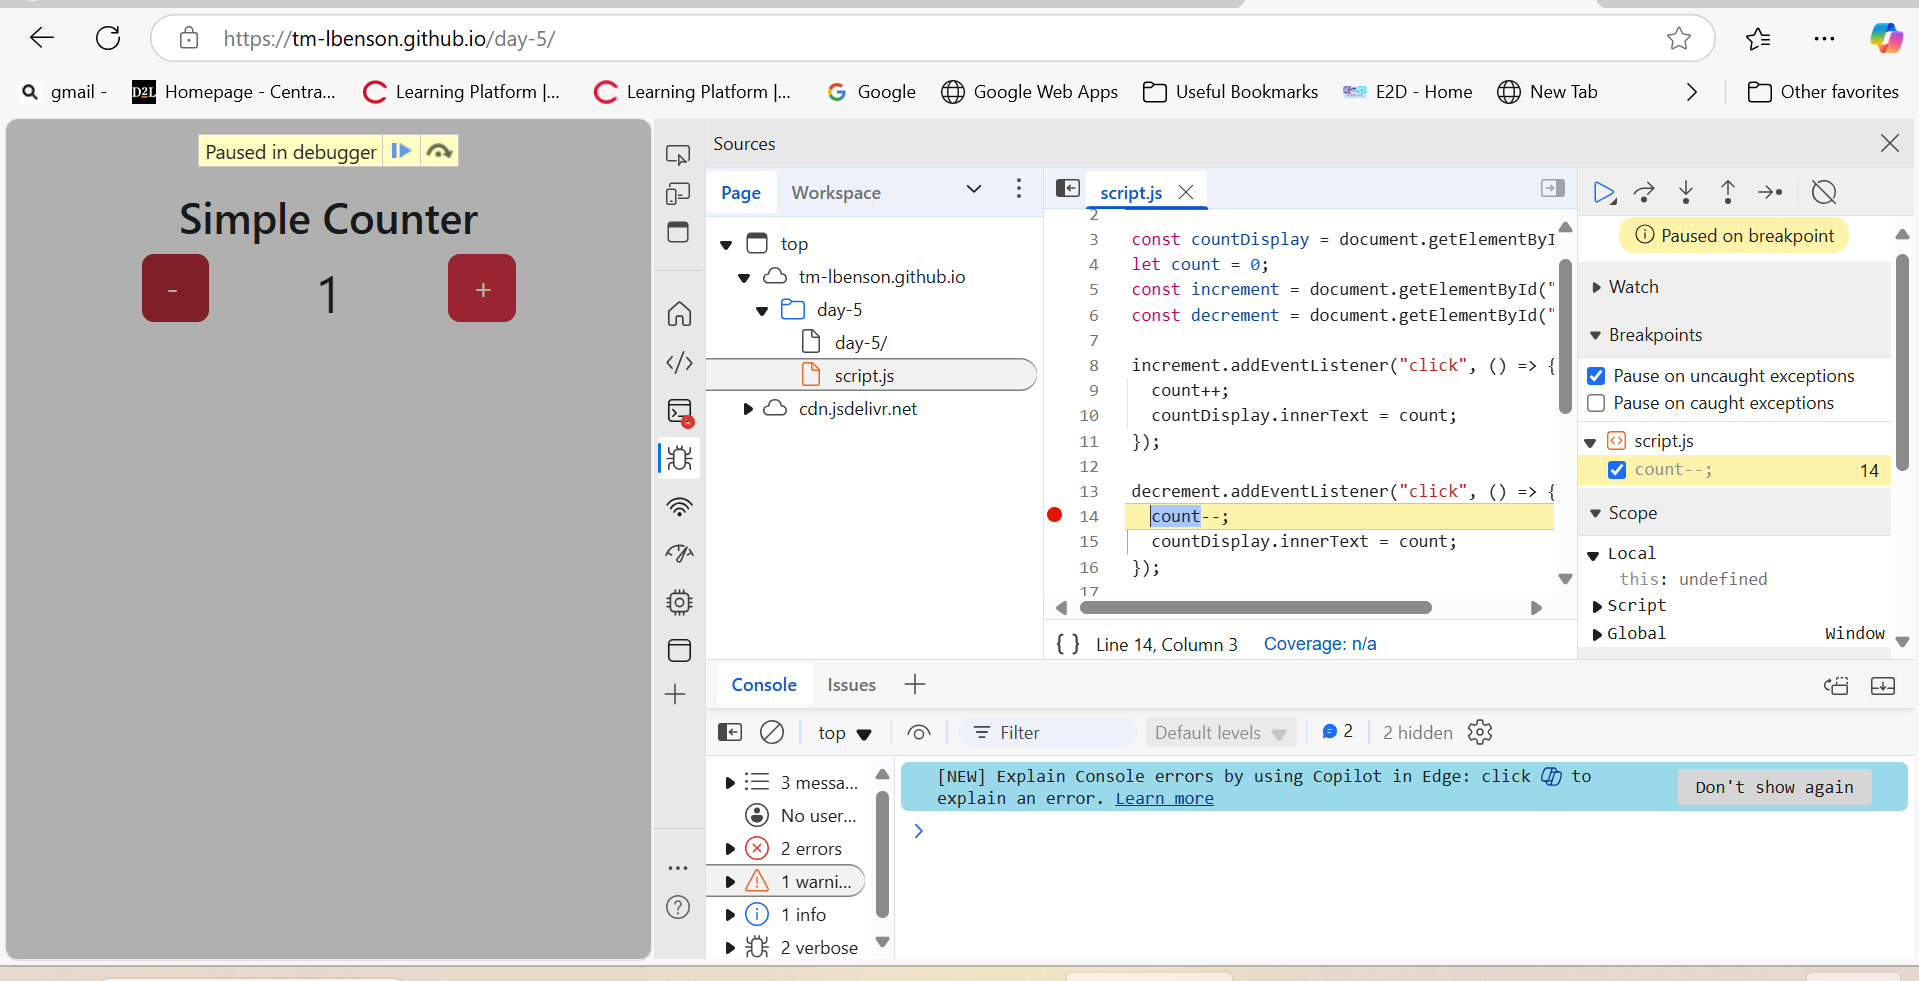 https://tm-lbenson.github.io/day-5/
gmail -
D2L Homepage - Centra...
Learning Platform |...
Learning Platform |...
Google
Google Web Apps
Useful Bookmarks
E2D - Home
New Tab
Other favorites
Paused in debugger
Simple Counter
- 1 +
Sources
Page Workspace
top
tm-lbenson.github.io
day-5
day-5/
script.js
cdn.jsdelivr.net
script.js
2
3 const countDisplay = document.getElementByI
4 let count = 0;
5 const increment = document.getElementById("
6 const decrement = document.getElementById("
7
8 increment.addEventListener("click", () => {
9 count++;
10 countDisplay.innerText = count;
11 });
12
13 decrement.addEventListener("click", () => {
14 count--;
15 countDisplay.innerText = count;
16 });
17
{ } Line 14, Column 3 Coverage: n/a
Paused on breakpoint
Watch
Breakpoints
Pause on uncaught exceptions
Pause on caught exceptions
script.js
count--; 14
Scope
Local
this: undefined
Script
Global Window
Console Issues
top Filter Default levels 2 2 hidden
3 messa...
No user...
2 errors
1 warni...
1 info
2 verbose
[NEW] Explain Console errors by using Copilot in Edge: click to
explain an error. Learn more
Don't show again